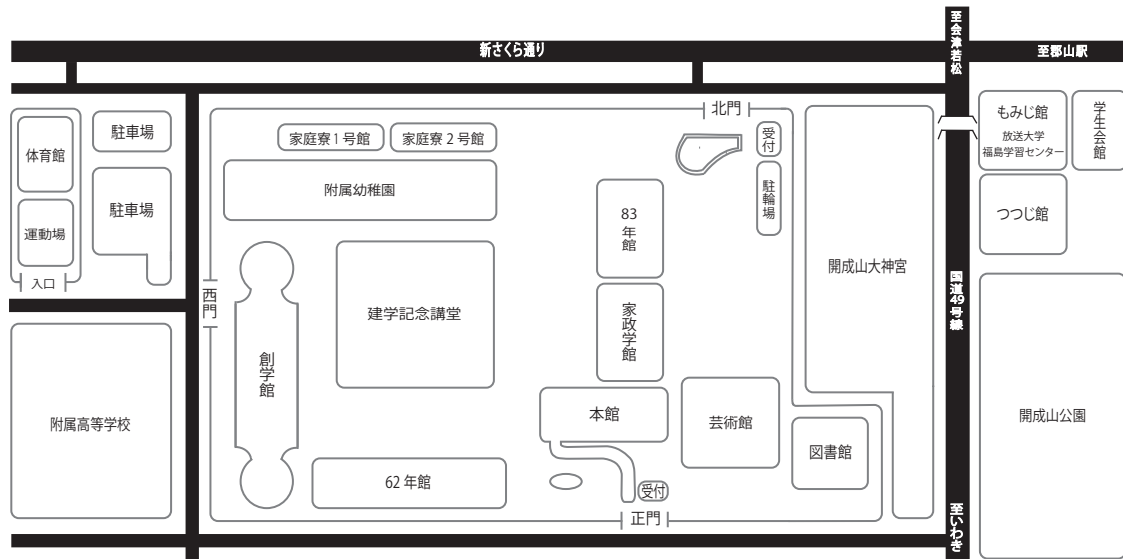 新さくら通り
至会津若松
至郡山駅
北門
家庭寮1号館
家庭寮2号館
受付
駐輪場
附属幼稚園
83年館
体育館
運動場
入口
駐車場
駐車場
もみじ館
放送大学
福島学習センター
学生会館
つつじ館
開成山大神宮
国道49号線
西門
建学記念講堂
家政学館
創学館
附属高等学校
本館
芸術館
図書館
開成山公園
62年館
受付
正門
至いわき